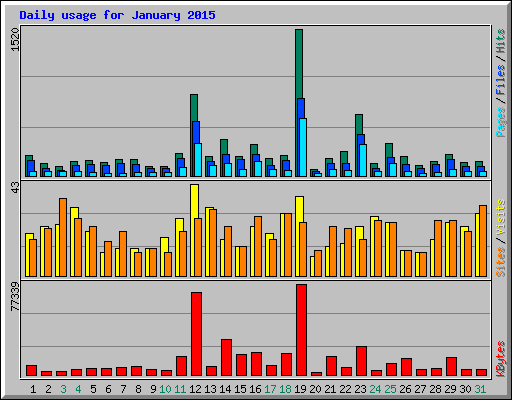 Daily usage for January 2015
1520
Pages / Files / Hits
43
Sites / Visits
77339
KBytes
1 2 3 4 5 6 7 8 9 10 11 12 13 14 15 16 17 18 19 20 21 22 23 24 25 26 27 28 29 30 31